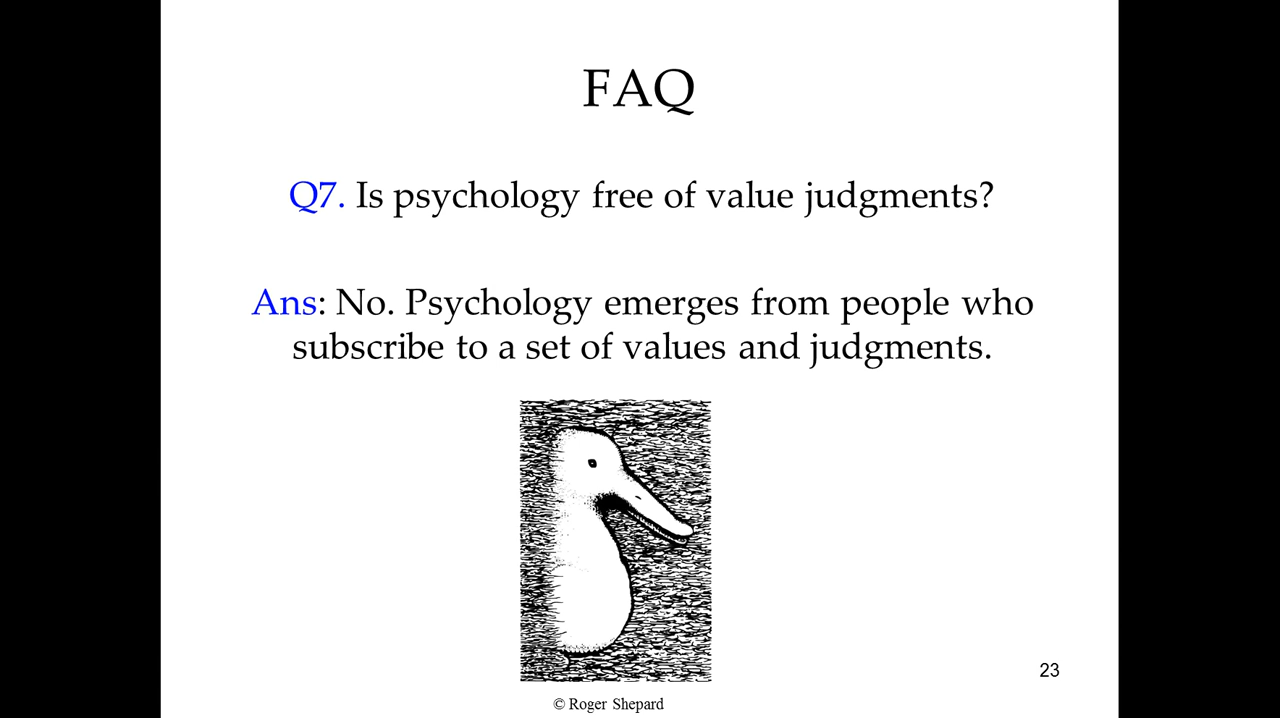 FAQ
Q7. Is psychology free of value judgments?
Ans: No. Psychology emerges from people who
subscribe to a set of values and judgments.
23
© Roger Shepard